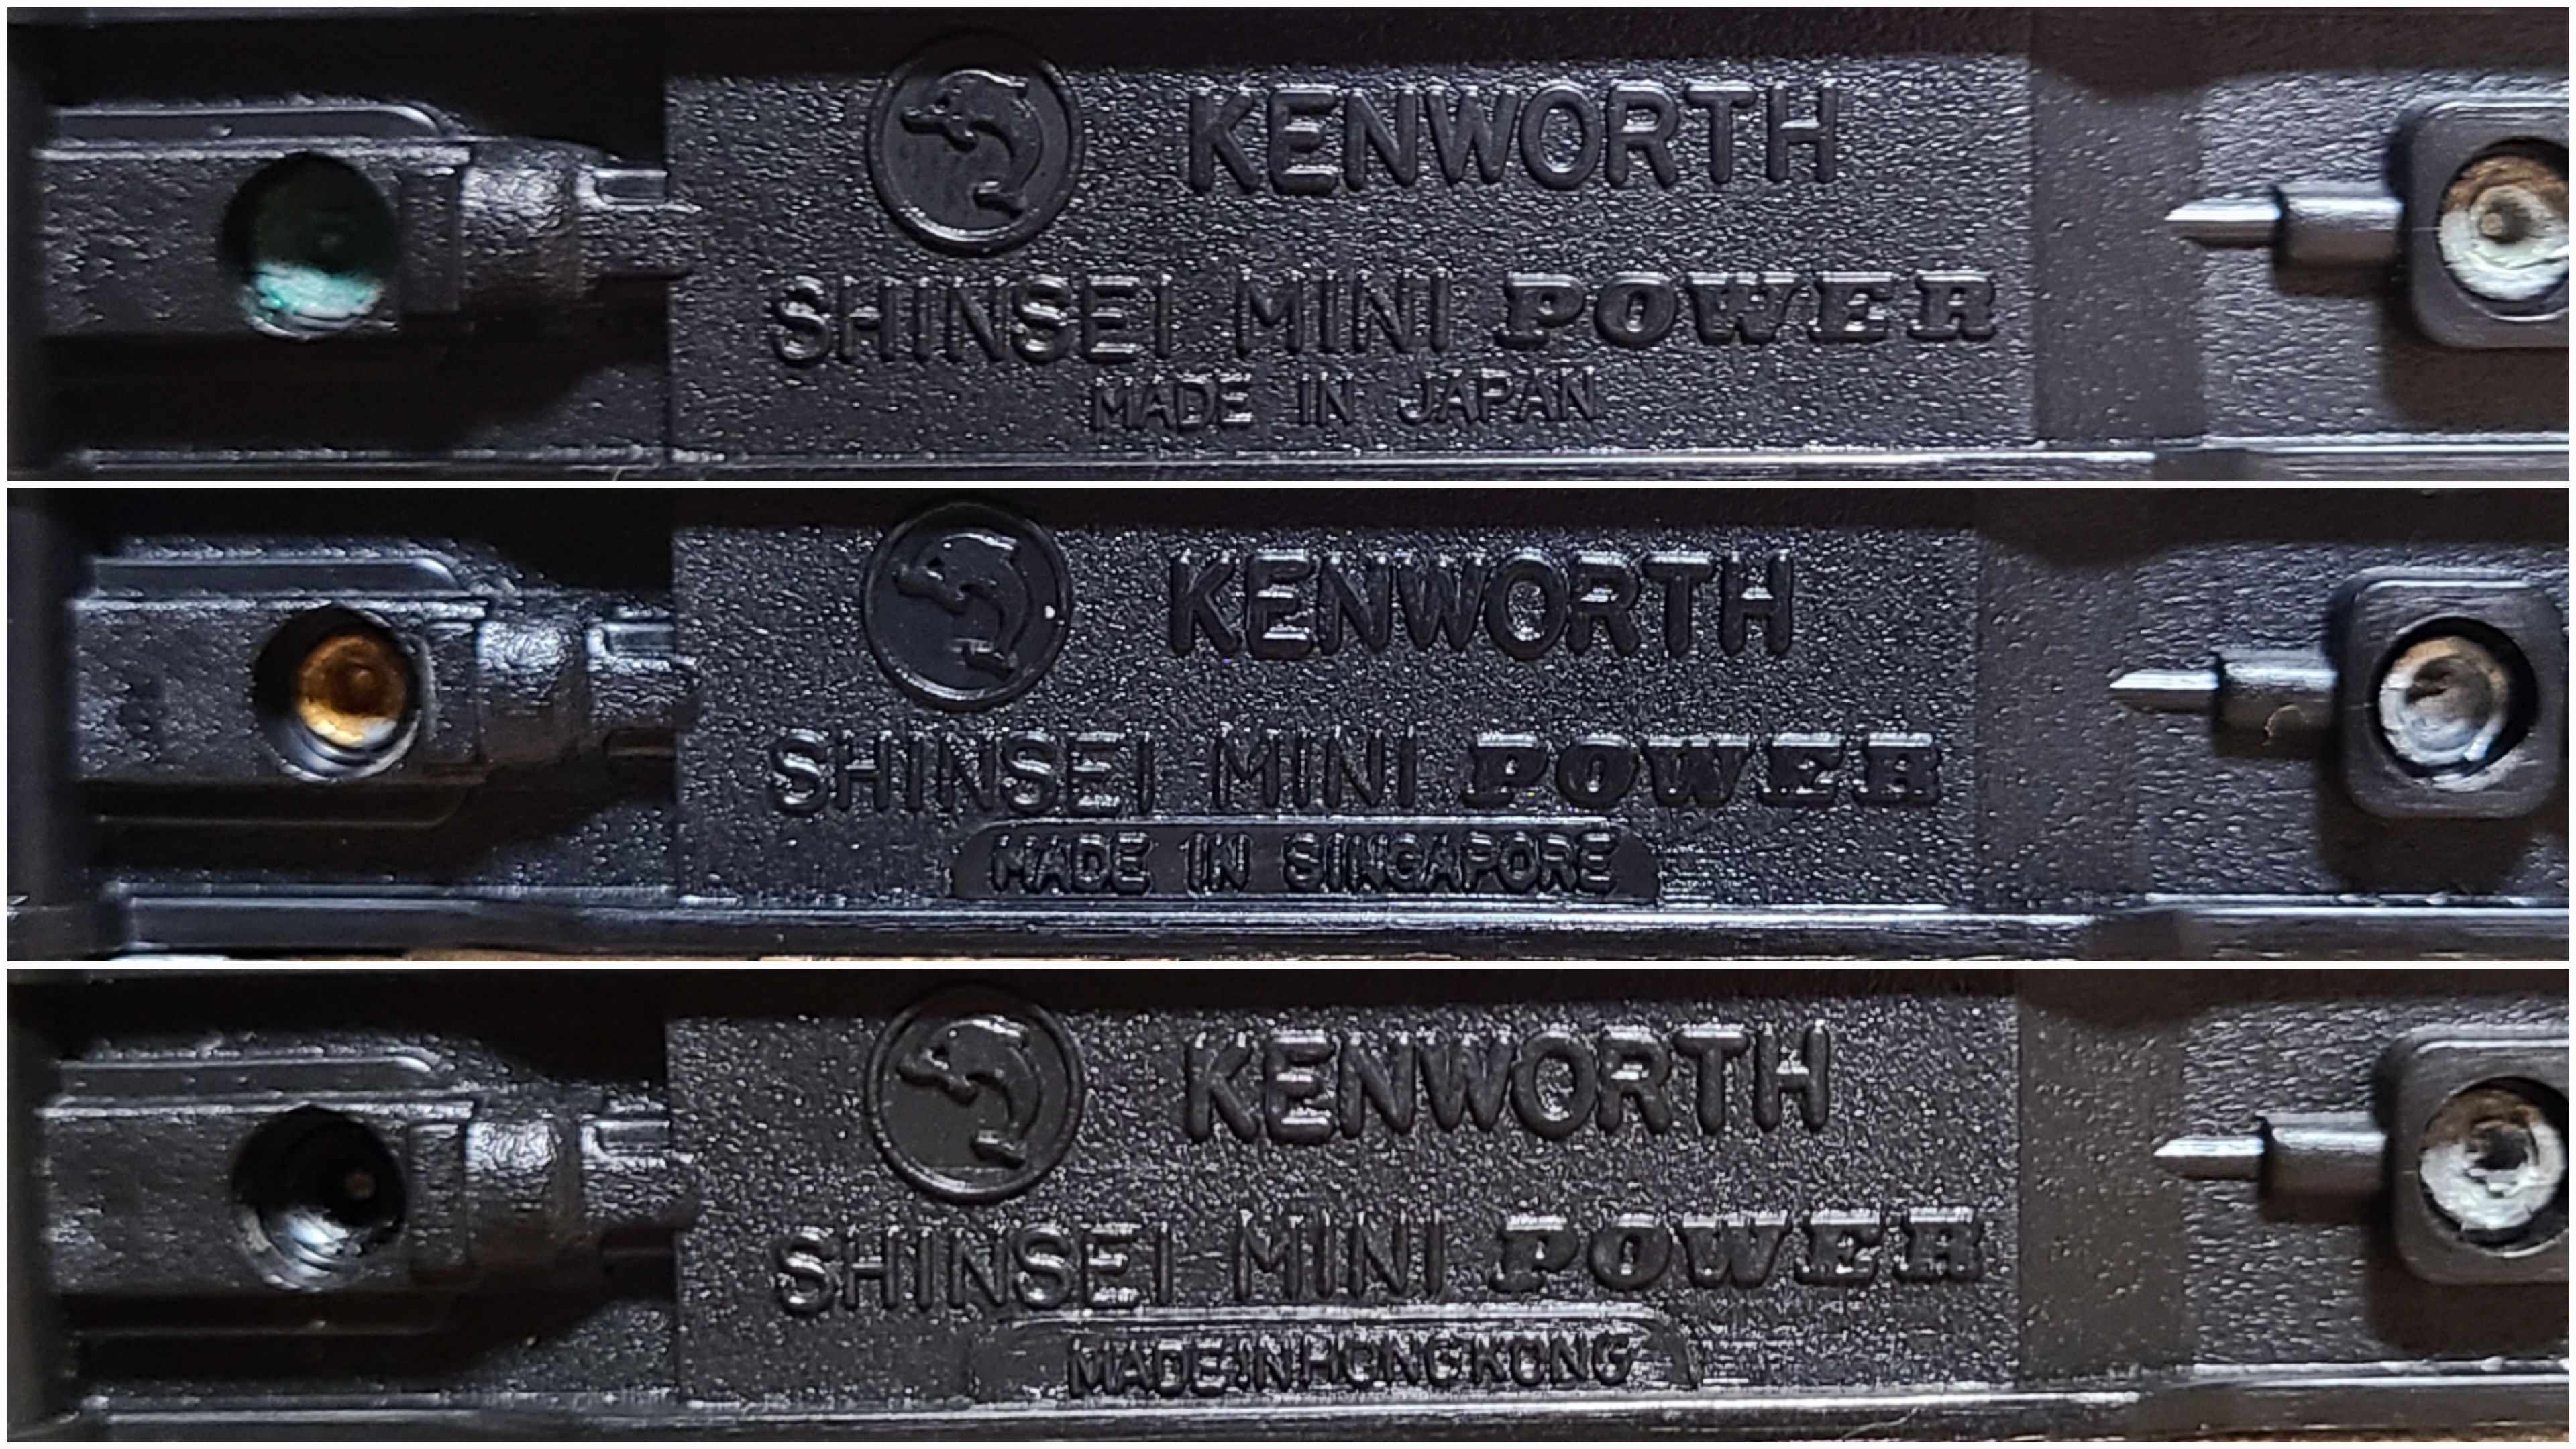 KENWORTH
SHINSEI MINI POWER
MADE IN JAPAN
KENWORTH
SHINSEI MINI POWER
MADE IN SINGAPORE
KENWORTH
SHINSEI MINI POWER
MADE IN HONG KONG